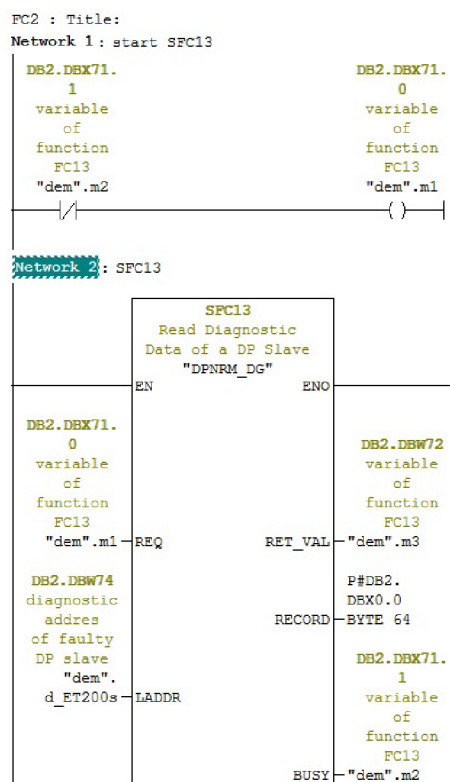 FC2 : Title:
Network 1: start SFC13
DB2.DBX71. DB2.DBX71.
1 0
variable variable
of of
function function
FC13 FC13
"dem".m2 "dem".m1
Network 2: SFC13
SFC13
Read Diagnostic
Data of a DP Slave
"DPNRM_DG"
EN ENO
DB2.DBX71.
0 DB2.DBW72
variable variable
of of
function function
FC13 FC13
"dem".m1 REQ RET_VAL "dem".m3
DB2.DBW74 P#DB2.
diagnostic DBX0.0
addres RECORD BYTE 64
of faulty
DP slave DB2.DBX71.
"dem". 1
d_ET200s LADDR variable
of
function
FC13
BUSY "dem".m2